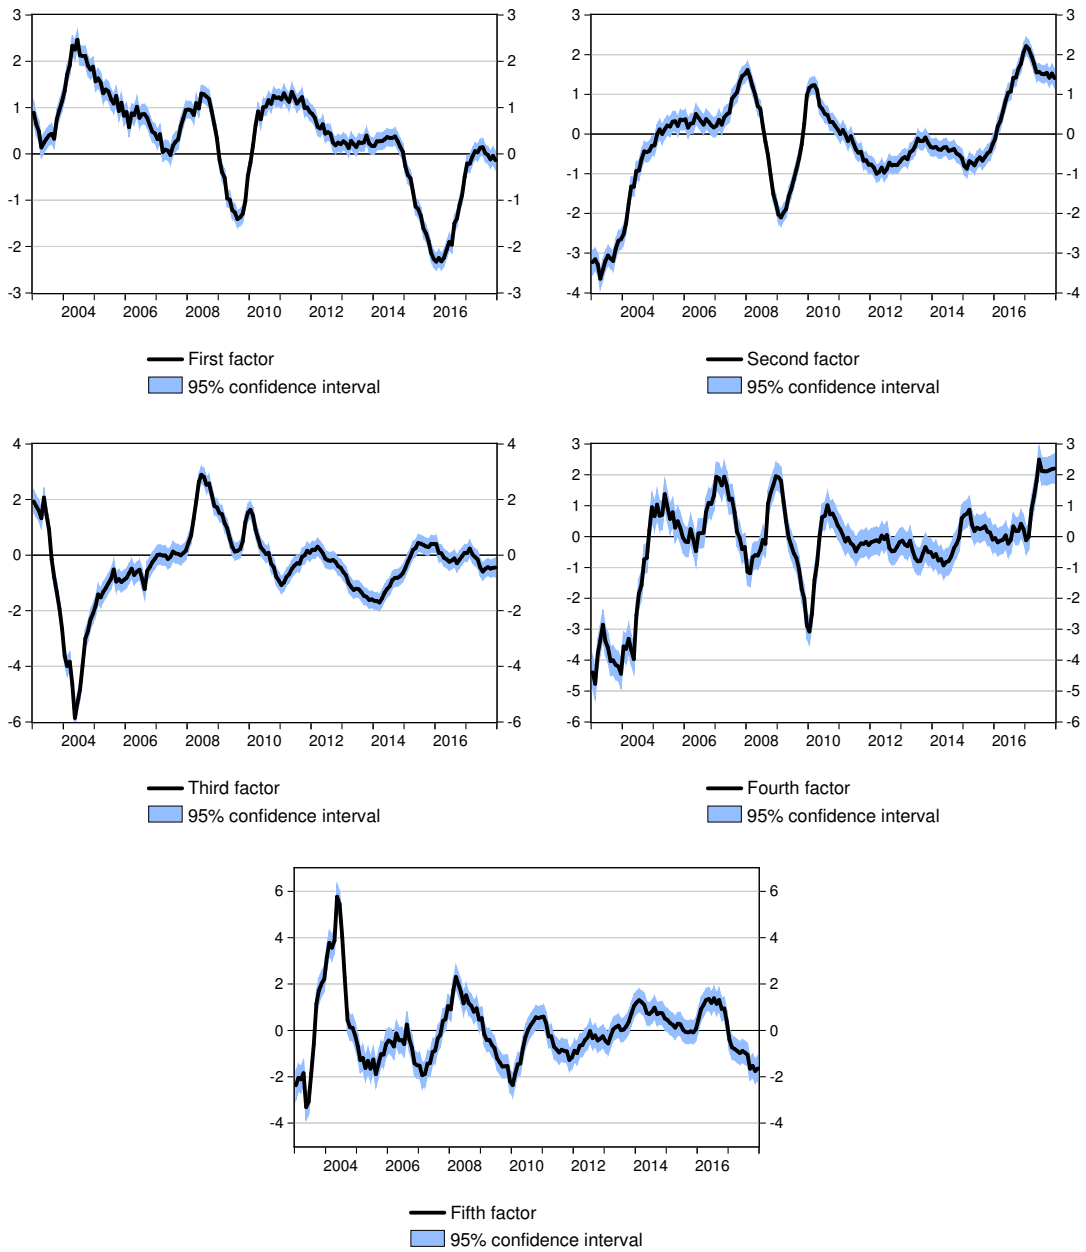 3 3 3 3
2 2 2 2
1 1 1 1
0 0 0 0
-1 -1 -1 -1
-2 -2 -2 -2
-3 -3 -3 -3
-4 -4
2004 2006 2008 2010 2012 2014 2016 2004 2006 2008 2010 2012 2014 2016
First factor Second factor
95% confidence interval 95% confidence interval
4 4 3 3
2 2 2 2
1 1
0 0 0 0
-1 -1
-2 -2 -2 -2
-3 -3
-4 -4 -4 -4
-5 -5
-6 -6 -6 -6
2004 2006 2008 2010 2012 2014 2016 2004 2006 2008 2010 2012 2014 2016
Third factor Fourth factor
95% confidence interval 95% confidence interval
6 6
4 4
2 2
0 0
-2 -2
-4 -4
2004 2006 2008 2010 2012 2014 2016
Fifth factor
95% confidence interval